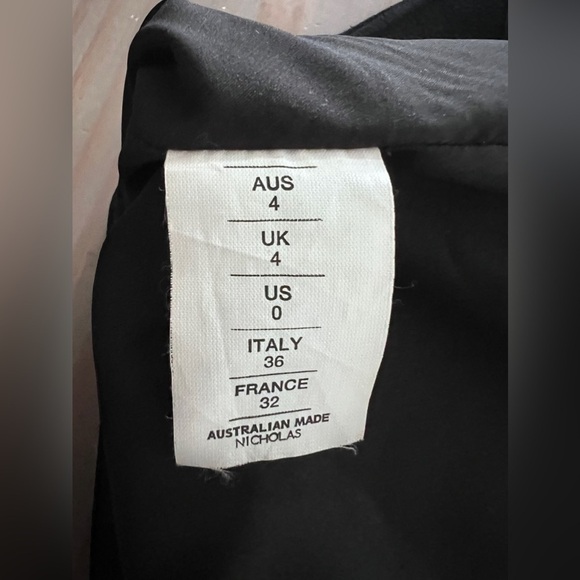 AUS
4
UK
4
US
0
ITALY
36
FRANCE
32
AUSTRALIAN MADE
NICHOLAS